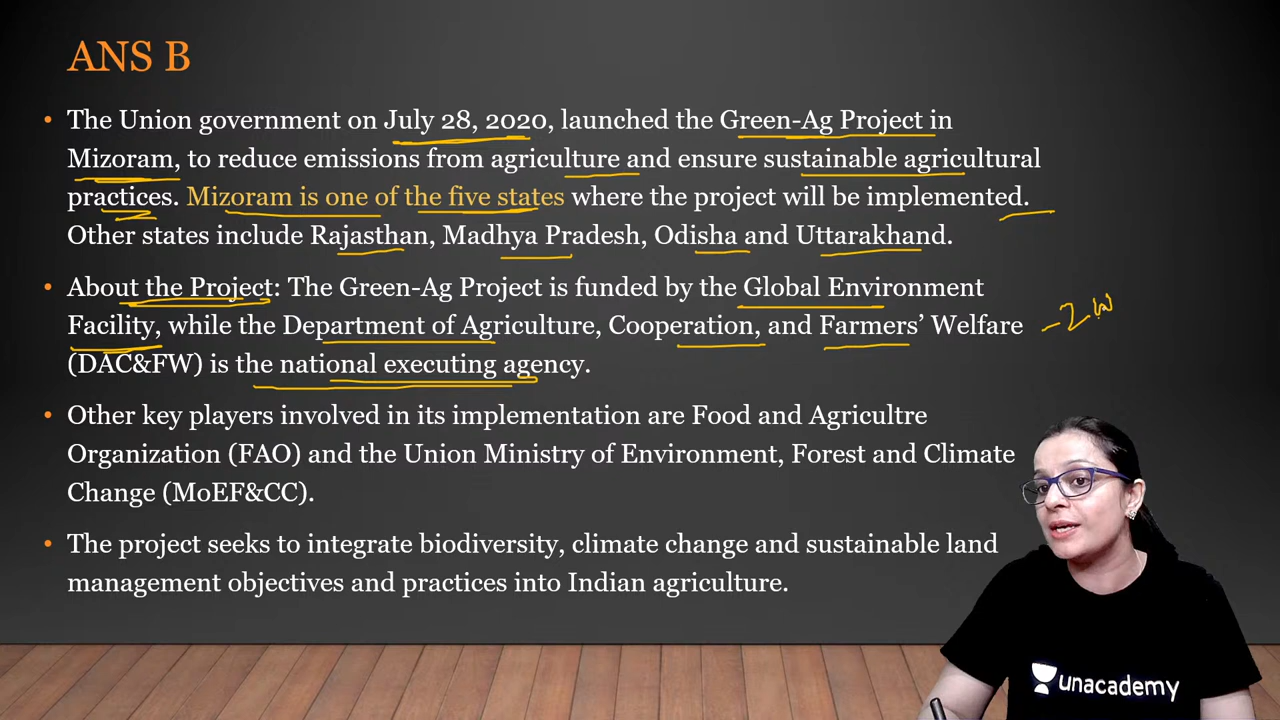 ANS B
• The Union government on July 28, 2020, launched the Green-Ag Project in
Mizoram, to reduce emissions from agriculture and ensure sustainable agricultural
practices. Mizoram is one of the five states where the project will be implemented.
Other states include Rajasthan, Madhya Pradesh, Odisha and Uttarakhand.
• About the Project: The Green-Ag Project is funded by the Global Environment
Facility, while the Department of Agriculture, Cooperation, and Farmers’ Welfare
(DAC&FW) is the national executing agency.
• Other key players involved in its implementation are Food and Agricultre
Organization (FAO) and the Union Ministry of Environment, Forest and Climate
Change (MoEF&CC).
• The project seeks to integrate biodiversity, climate change and sustainable land
management objectives and practices into Indian agriculture.
unacademy